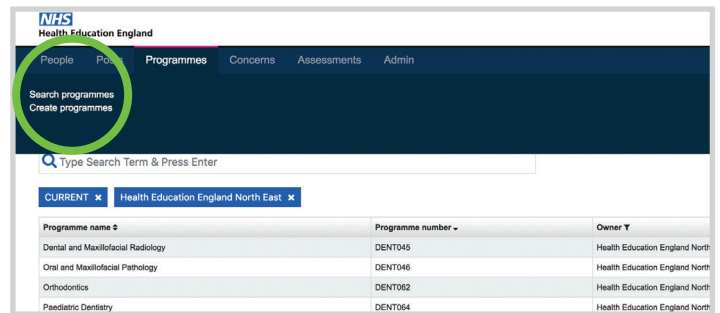 NHS
Health Education England
People Posts Programmes Concerns Assessments Admin
Search programmes
Create programmes
Type Search Term & Press Enter
CURRENT × Health Education England North East ×
Programme name Programme number Owner
Dental and Maxillofacial Radiology DENT045 Health Education England North
Oral and Maxillofacial Pathology DENT046 Health Education England North
Orthodontics DENT062 Health Education England North
Paediatric Dentistry DENT064 Health Education England North